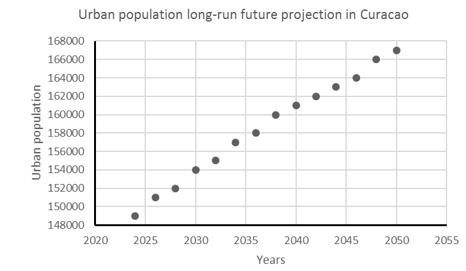 Urban population long-run future projection in Curacao
168000
166000
164000
162000
160000
158000
156000
154000
152000
150000
148000
Urban population
2020 2025 2030 2035 2040 2045 2050 2055
Years